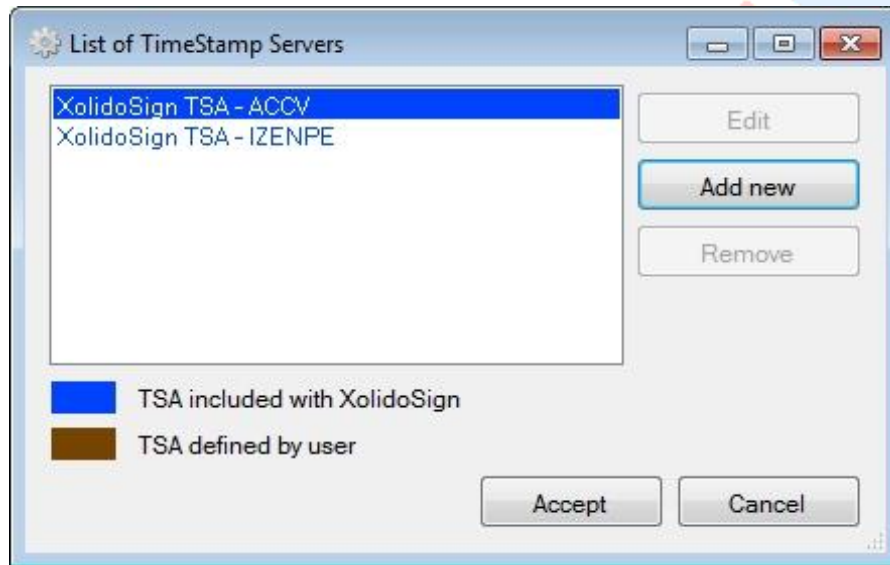 List of TimeStamp Servers
XolidoSign TSA - ACCV
XolidoSign TSA - IZENPE
Edit
Add new
Remove
TSA included with XolidoSign
TSA defined by user
Accept
Cancel